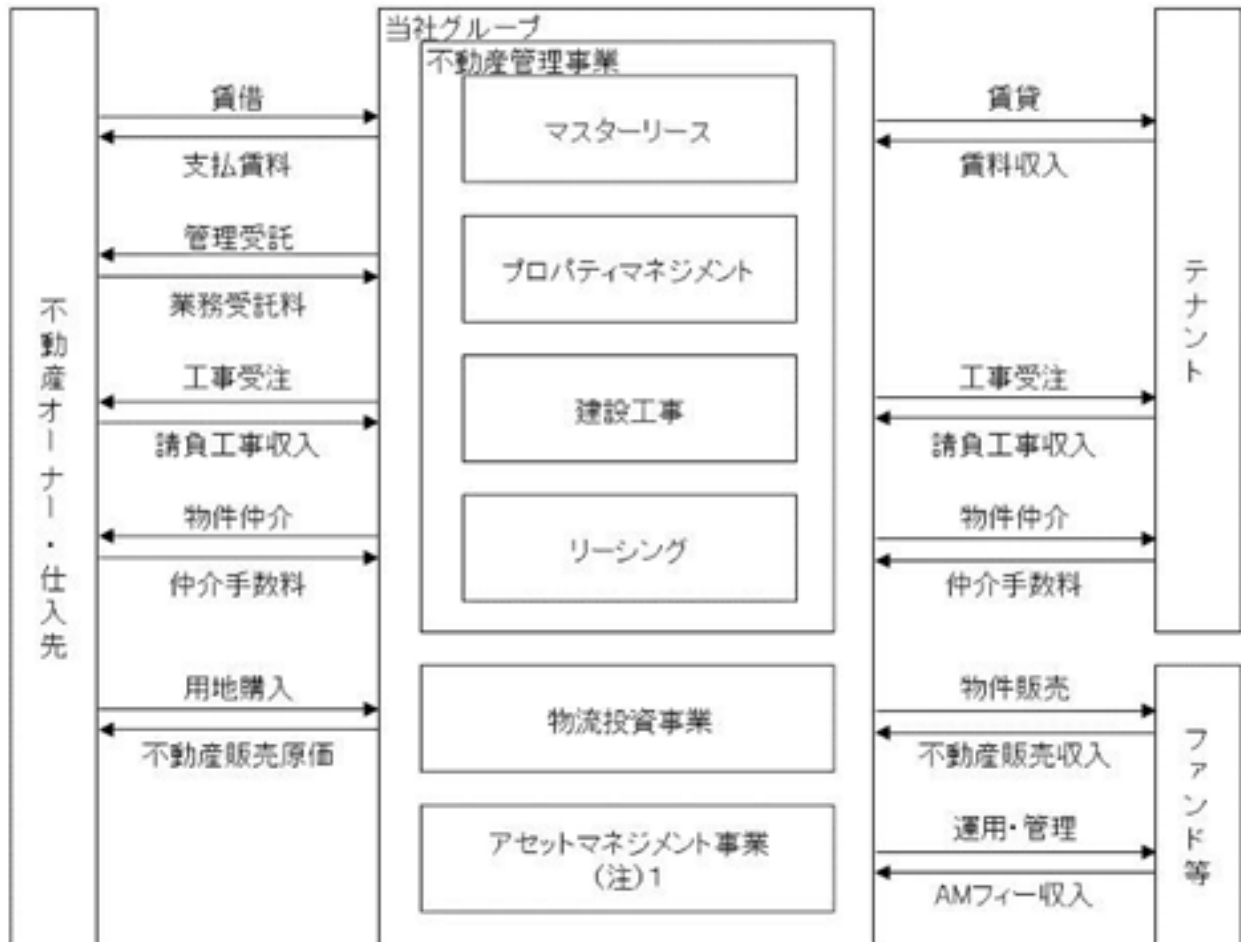 当社グループ
不動産管理事業
賃借
支払賃料
マスターリース
賃貸
賃料収入
管理受託
業務受託料
プロパティマネジメント
工事受注
請負工事収入
建設工事
工事受注
請負工事収入
物件仲介
仲介手数料
リーシング
物件仲介
仲介手数料
不動産オーナー・仕入先
テナント
用地購入
不動産販売原価
物流投資事業
物件販売
不動産販売収入
アセットマネジメント事業
(注)1
運用・管理
AMフィー収入
ファンド等